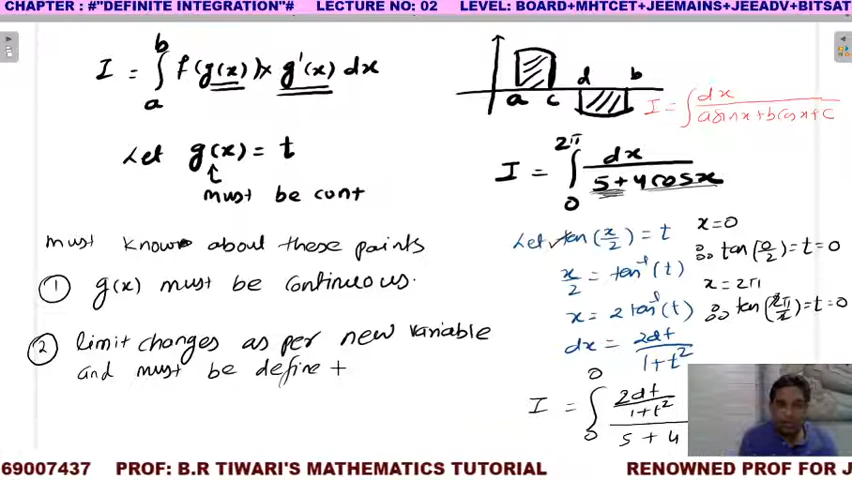 CHAPTER : #"DEFINITE INTEGRATION"# LECTURE NO: 02 LEVEL: BOARD+MHTCET+JEEMAINS+JEEADV+BITSAT
I = ∫_a^b f(g(x)) × g'(x) dx
a c d b
I = ∫ dx / (a sin x + b cos x + c
Let g(x) = t
must be cont
I = ∫_0^{2π} dx / (5 + 4 cos x)
must know about these points
① g(x) must be continuous.
② limit changes as per new variable
and must be define +
Let tan(x/2) = t
x/2 = tan⁻¹(t)
x = 2 tan⁻¹(t)
dx = 2dt / (1+t²)
x=0
∴ tan(0/2) = t = 0
x = 2π
∴ tan(2π/2) = t = 0
I = ∫_0^0 (2dt / (1+t²)) / (5 + 4
69007437 PROF: B.R TIWARI'S MATHEMATICS TUTORIAL RENOWNED PROF FOR J